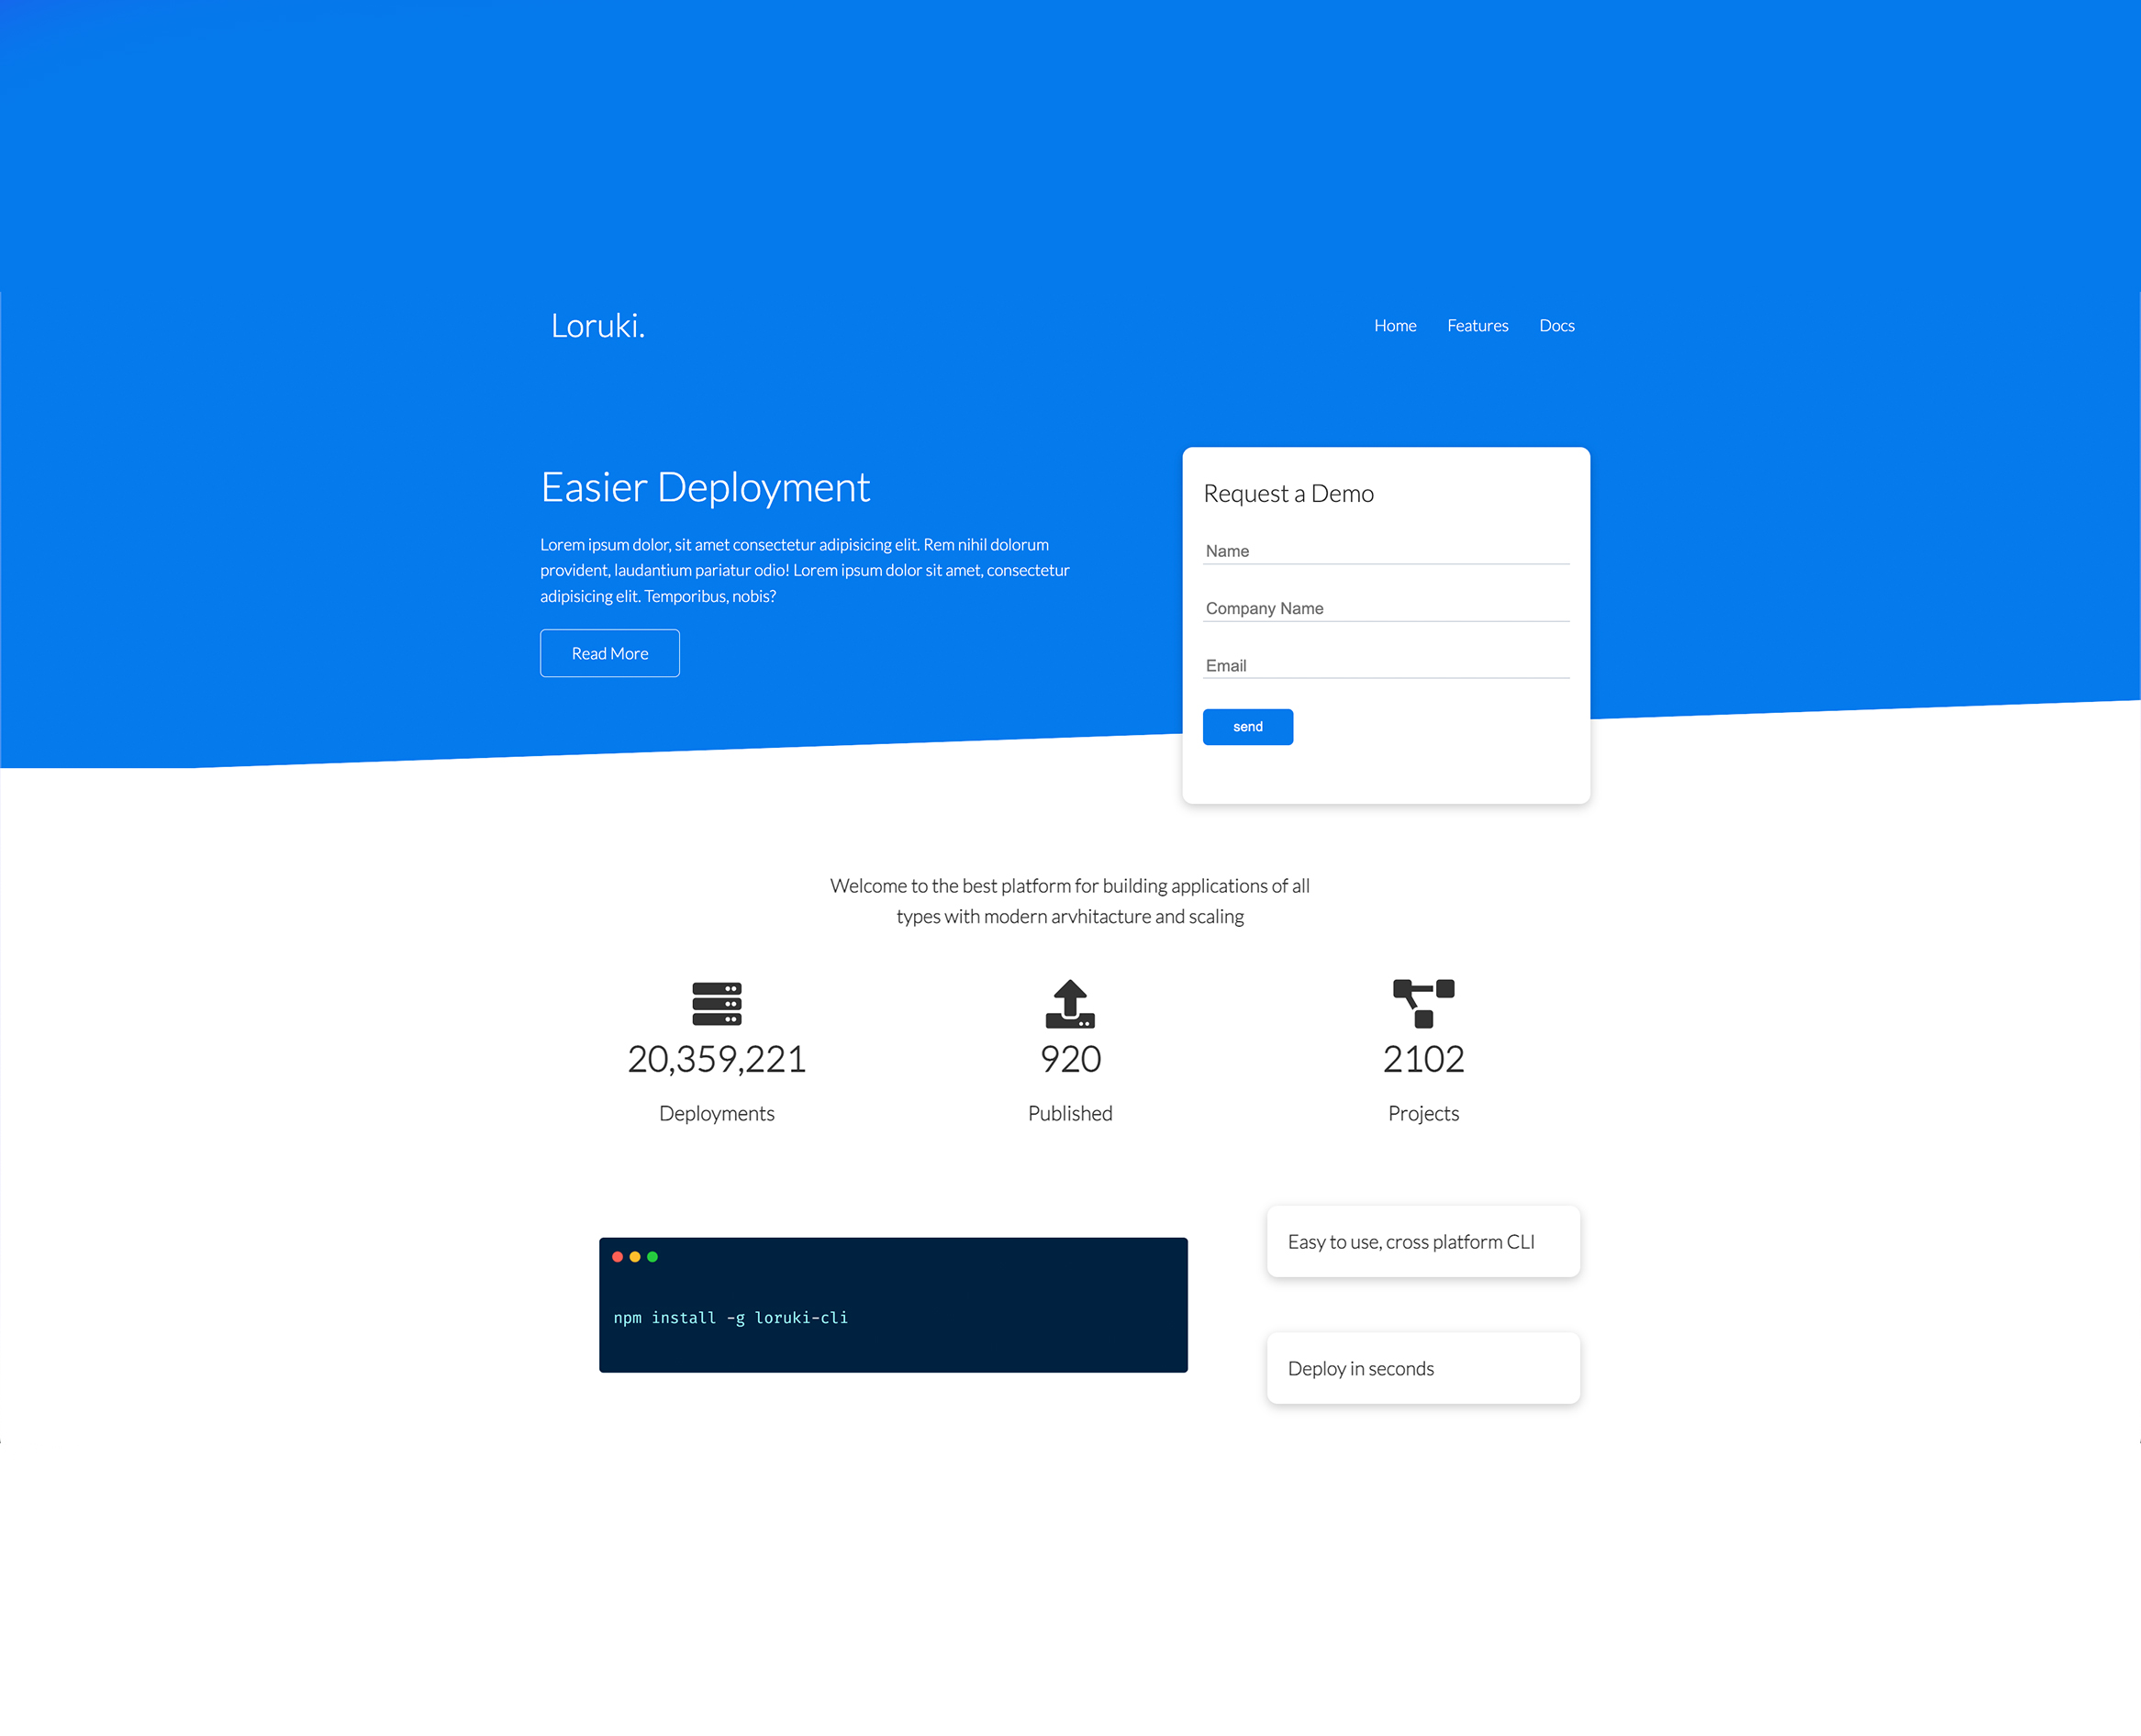 Loruki.
Home
Features
Docs
Easier Deployment
Lorem ipsum dolor, sit amet consectetur adipisicing elit. Rem nihil dolorum
provident, laudantium pariatur odio! Lorem ipsum dolor sit amet, consectetur
adipisicing elit. Temporibus, nobis?
Read More
Request a Demo
Name
Company Name
Email
send
Welcome to the best platform for building applications of all
types with modern arvhitacture and scaling
20,359,221
Deployments
920
Published
2102
Projects
npm install -g loruki-cli
Easy to use, cross platform CLI
Deploy in seconds